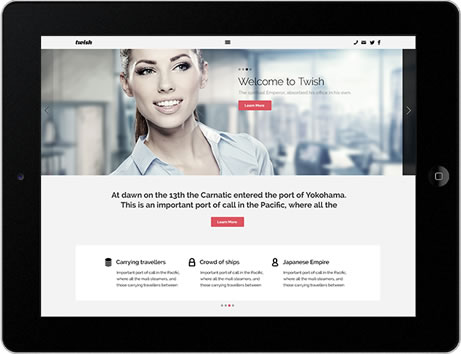 twish
Welcome to Twish
The spiritual Emperor, absorbed his office in his own.
Learn More
At dawn on the 13th the Carnatic entered the port of Yokohama.
This is an important port of call in the Pacific, where all the
Learn More
Carrying travellers
Important port of call in the Pacific,
where all the mail-steamers, and
those carrying travellers between
Crowd of ships
Important port of call in the Pacific,
where all the mail-steamers, and
those carrying travellers between
Japanese Empire
Important port of call in the Pacific,
where all the mail-steamers, and
those carrying travellers between